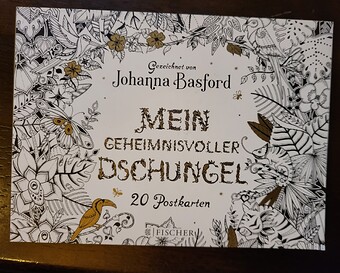 Gezeichnet von
Johanna Basford
MEIN
GEHEIMNISVOLLER
DSCHUNGEL
20 Postkarten
FISCHER